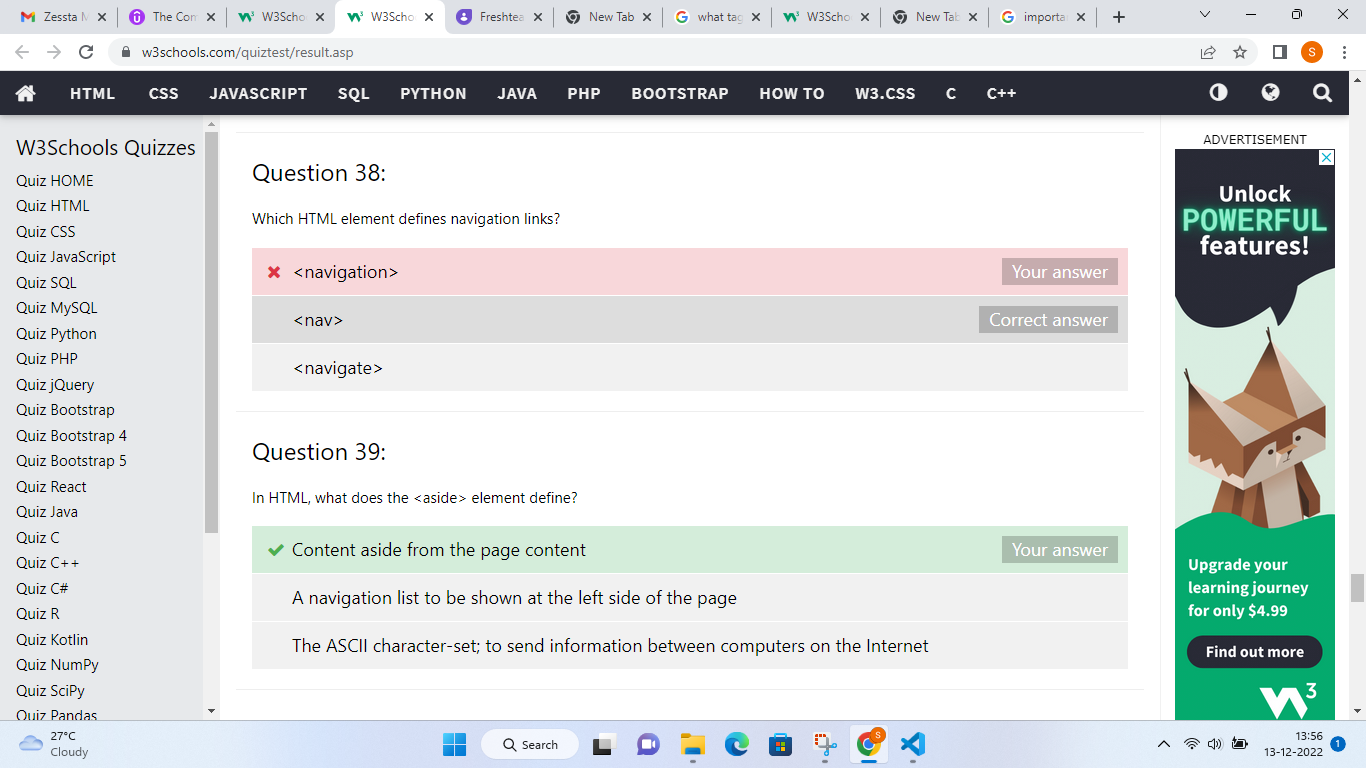 Zessta M
The Com
W3Scho
W3Scho
Freshtea
New Tab
what tag
W3Scho
New Tab
importa
w3schools.com/quiztest/result.asp
S
HTML
CSS
JAVASCRIPT
SQL
PYTHON
JAVA
PHP
BOOTSTRAP
HOW TO
W3.CSS
C
C++
W3Schools Quizzes
Quiz HOME
Quiz HTML
Quiz CSS
Quiz JavaScript
Quiz SQL
Quiz MySQL
Quiz Python
Quiz PHP
Quiz jQuery
Quiz Bootstrap
Quiz Bootstrap 4
Quiz Bootstrap 5
Quiz React
Quiz Java
Quiz C
Quiz C++
Quiz C#
Quiz R
Quiz Kotlin
Quiz NumPy
Quiz SciPy
Quiz Pandas
Question 38:
Which HTML element defines navigation links?
<navigation> Your answer
<nav> Correct answer
<navigate>
Question 39:
In HTML, what does the <aside> element define?
Content aside from the page content Your answer
A navigation list to be shown at the left side of the page
The ASCII character-set; to send information between computers on the Internet
ADVERTISEMENT
Unlock
POWERFUL
features!
Upgrade your
learning journey
for only $4.99
Find out more
3
27°C
Cloudy
Search
S
13:56
13-12-2022
1